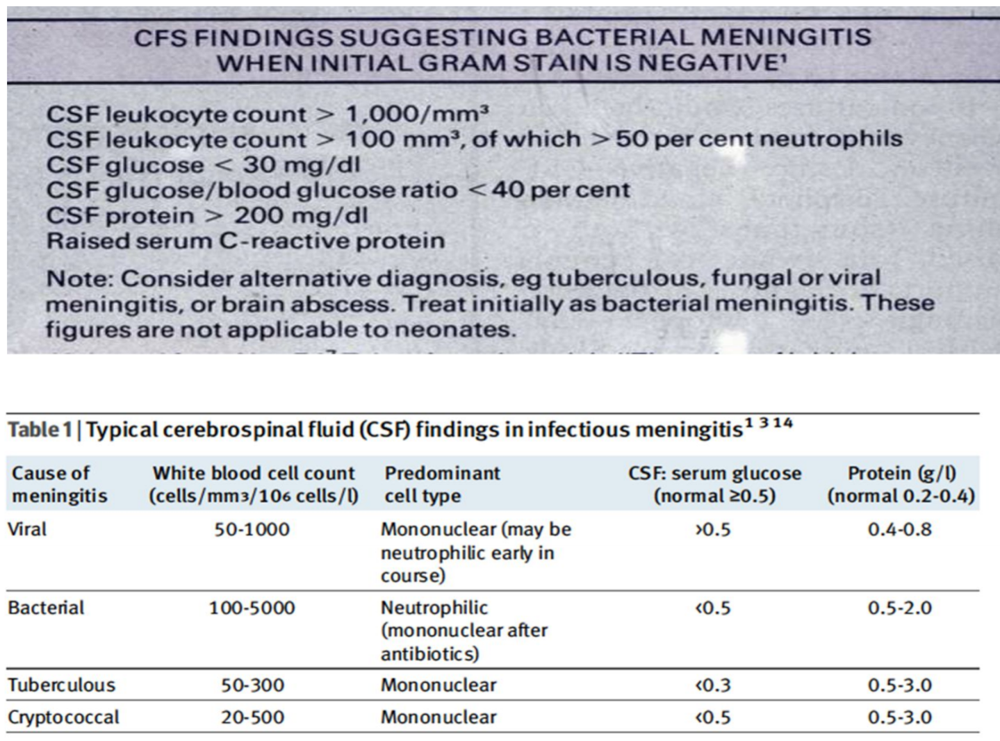 CFS FINDINGS SUGGESTING BACTERIAL MENINGITIS
WHEN INITIAL GRAM STAIN IS NEGATIVE¹
CSF leukocyte count > 1,000/mm³
CSF leukocyte count > 100 mm³, of which > 50 per cent neutrophils
CSF glucose < 30 mg/dl
CSF glucose/blood glucose ratio < 40 per cent
CSF protein > 200 mg/dl
Raised serum C-reactive protein
Note: Consider alternative diagnosis, eg tuberculous, fungal or viral
meningitis, or brain abscess. Treat initially as bacterial meningitis. These
figures are not applicable to neonates.
Table 1 | Typical cerebrospinal fluid (CSF) findings in infectious meningitis¹ ³ ¹⁴
Cause of meningitis | White blood cell count (cells/mm3/10⁶ cells/l) | Predominant cell type | CSF: serum glucose (normal ≥0.5) | Protein (g/l) (normal 0.2-0.4)
Viral | 50-1000 | Mononuclear (may be neutrophilic early in course) | >0.5 | 0.4-0.8
Bacterial | 100-5000 | Neutrophilic (mononuclear after antibiotics) | <0.5 | 0.5-2.0
Tuberculous | 50-300 | Mononuclear | <0.3 | 0.5-3.0
Cryptococcal | 20-500 | Mononuclear | <0.5 | 0.5-3.0